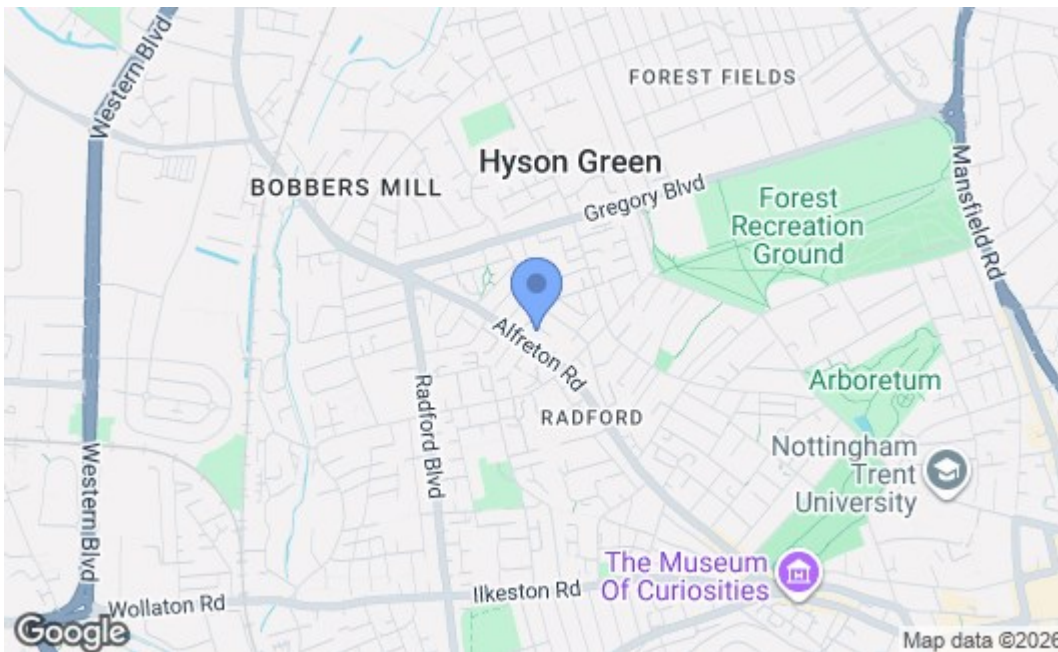 Western Blvd
FOREST FIELDS
Hyson Green
BOBBERS MILL
Gregory Blvd
Mansfield Rd
Forest
Recreation
Ground
Alfreton Rd
Radford Blvd
RADFORD
Arboretum
Nottingham
Trent
University
Western Blvd
The Museum
Of Curiosities
Ilkeston Rd
Wollaton Rd
Google
Map data ©2026